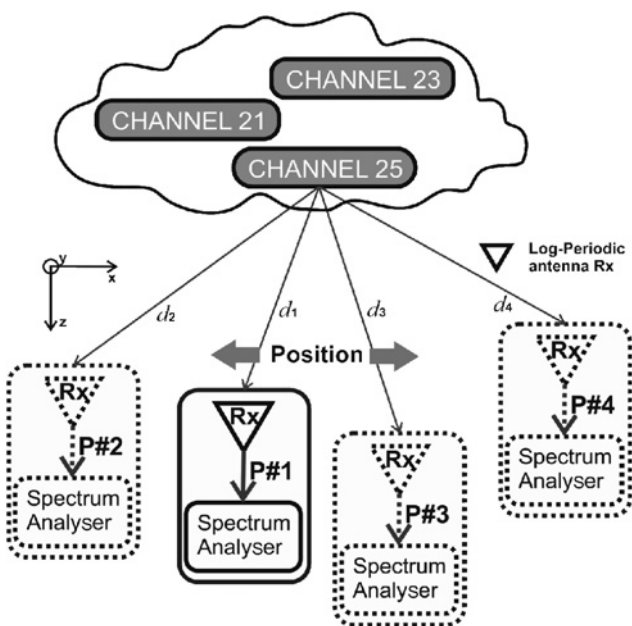 CHANNEL 23
CHANNEL 21
CHANNEL 25
y
x
z
Log-Periodic
antenna Rx
d2
d1
d3
d4
Position
Rx
P#2
Spectrum
Analyser
Rx
P#1
Spectrum
Analyser
Rx
P#3
Spectrum
Analyser
Rx
P#4
Spectrum
Analyser